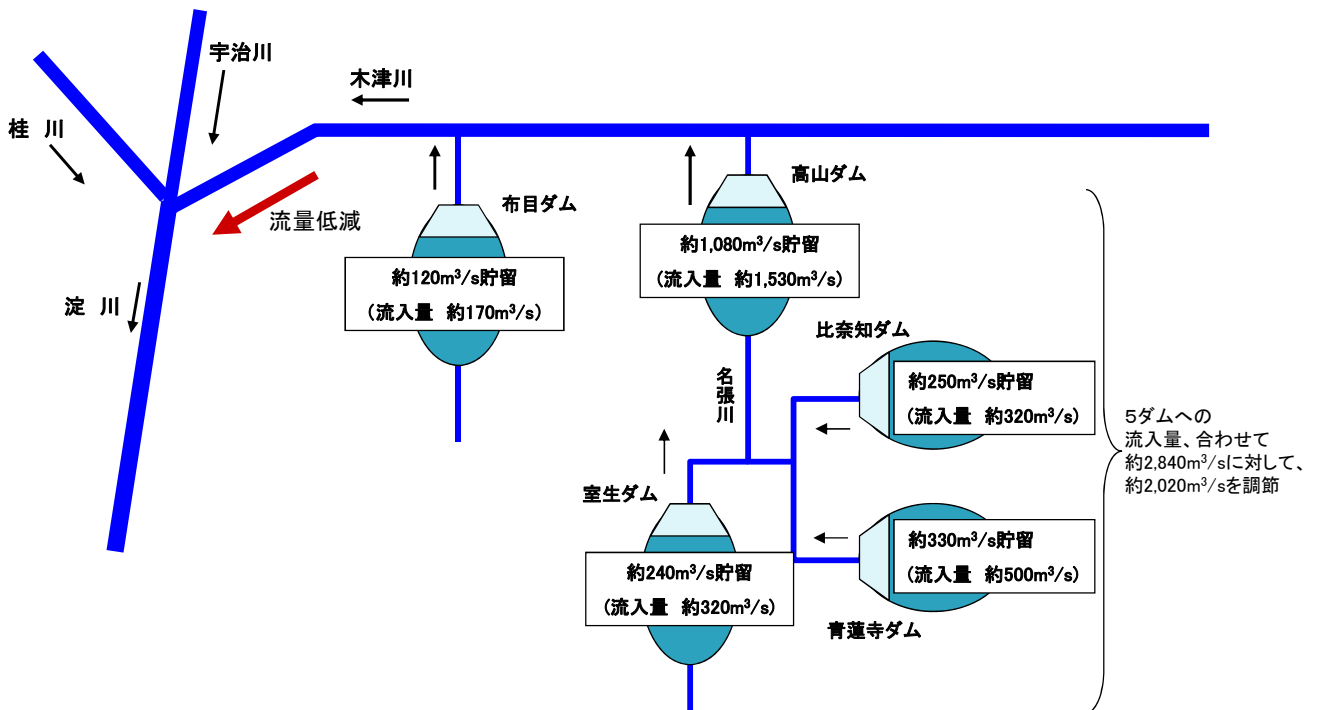 宇治川
木津川
桂 川
流量低減
淀 川
布目ダム
約120m³/s貯留
(流入量 約170m³/s)
高山ダム
約1,080m³/s貯留
(流入量 約1,530m³/s)
名張川
比奈知ダム
約250m³/s貯留
(流入量 約320m³/s)
室生ダム
約240m³/s貯留
(流入量 約320m³/s)
約330m³/s貯留
(流入量 約500m³/s)
青蓮寺ダム
5ダムへの
流入量、合わせて
約2,840m³/sに対して、
約2,020m³/sを調節